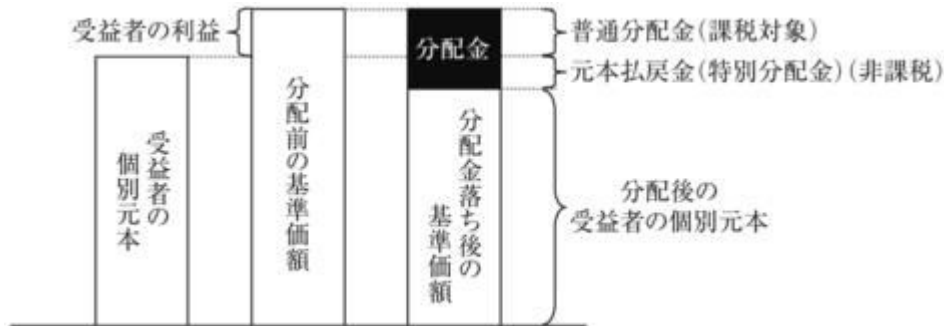 受益者の利益
受益者の
個別元本
分配前の基準価額
分配金
分配金落ち後の
基準価額
普通分配金(課税対象)
元本払戻金(特別分配金)(非課税)
分配後の
受益者の個別元本